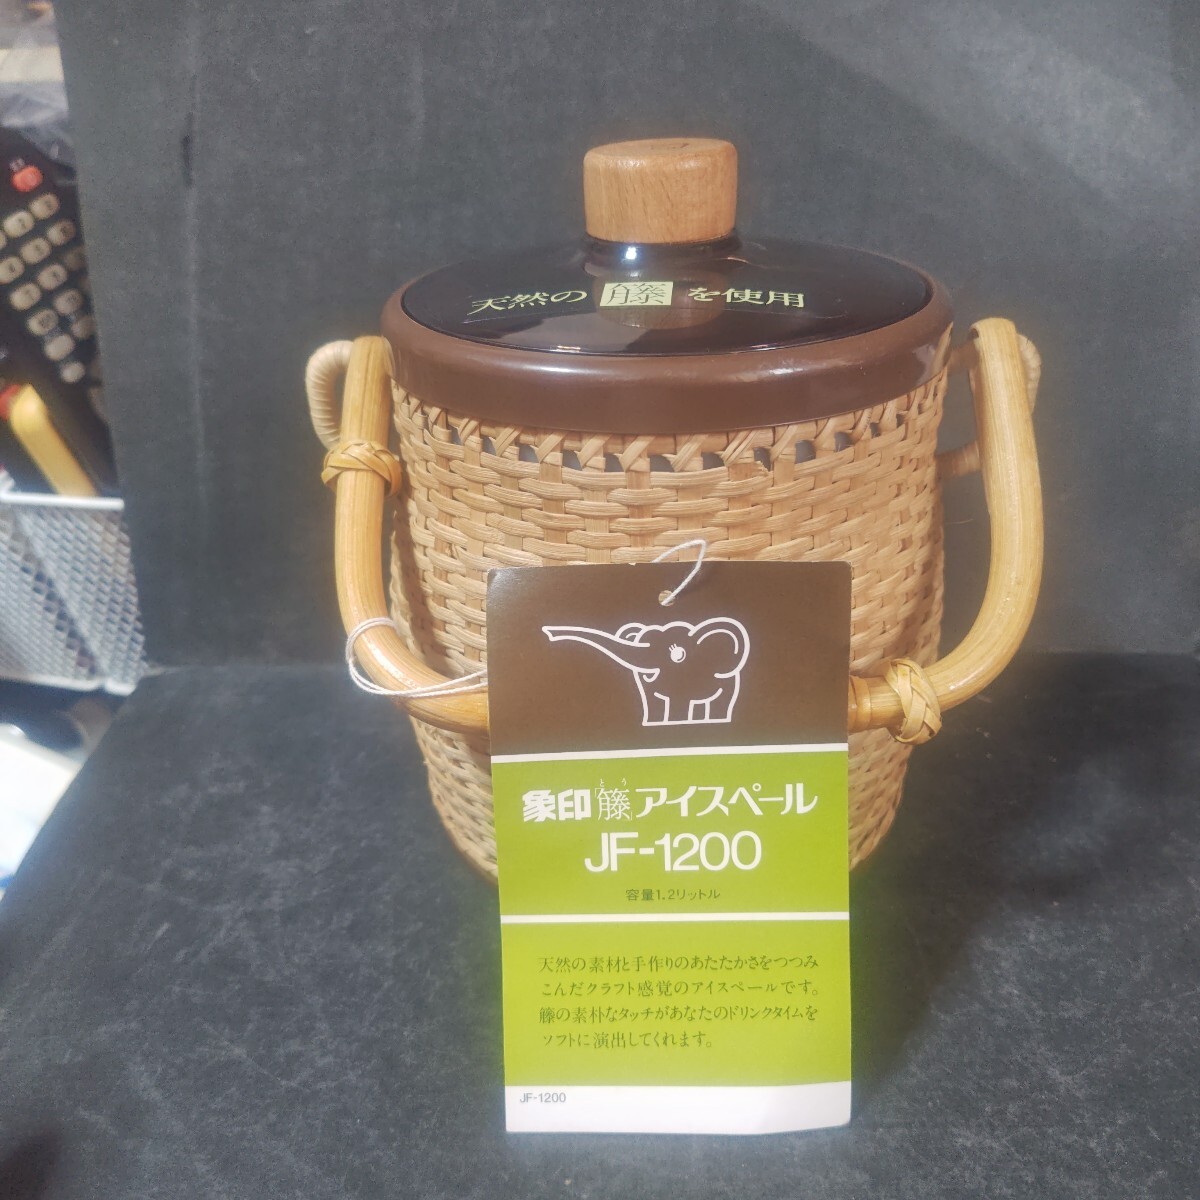 天然の籐を使用
とう
象印「籐」アイスペール
JF-1200
容量1.2リットル
天然の素材と手作りのあたたかさをつつみ
こんだクラフト感覚のアイスペールです。
籐の素朴なタッチがあなたのドリンクタイムを
ソフトに演出してくれます。
JF-1200